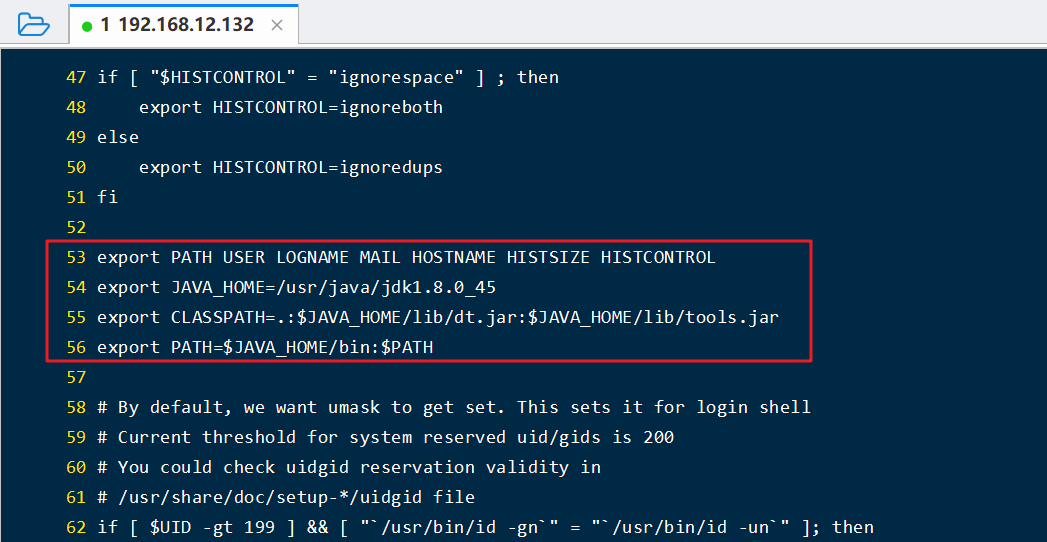 1 192.168.12.132 ×
47 if [ "$HISTCONTROL" = "ignorespace" ] ; then
48     export HISTCONTROL=ignoreboth
49 else
50     export HISTCONTROL=ignoredups
51 fi
52
53 export PATH USER LOGNAME MAIL HOSTNAME HISTSIZE HISTCONTROL
54 export JAVA_HOME=/usr/java/jdk1.8.0_45
55 export CLASSPATH=.:$JAVA_HOME/lib/dt.jar:$JAVA_HOME/lib/tools.jar
56 export PATH=$JAVA_HOME/bin:$PATH
57
58 # By default, we want umask to get set. This sets it for login shell
59 # Current threshold for system reserved uid/gids is 200
60 # You could check uidgid reservation validity in
61 # /usr/share/doc/setup-*/uidgid file
62 if [ $UID -gt 199 ] && [ "`/usr/bin/id -gn`" = "`/usr/bin/id -un`" ]; then